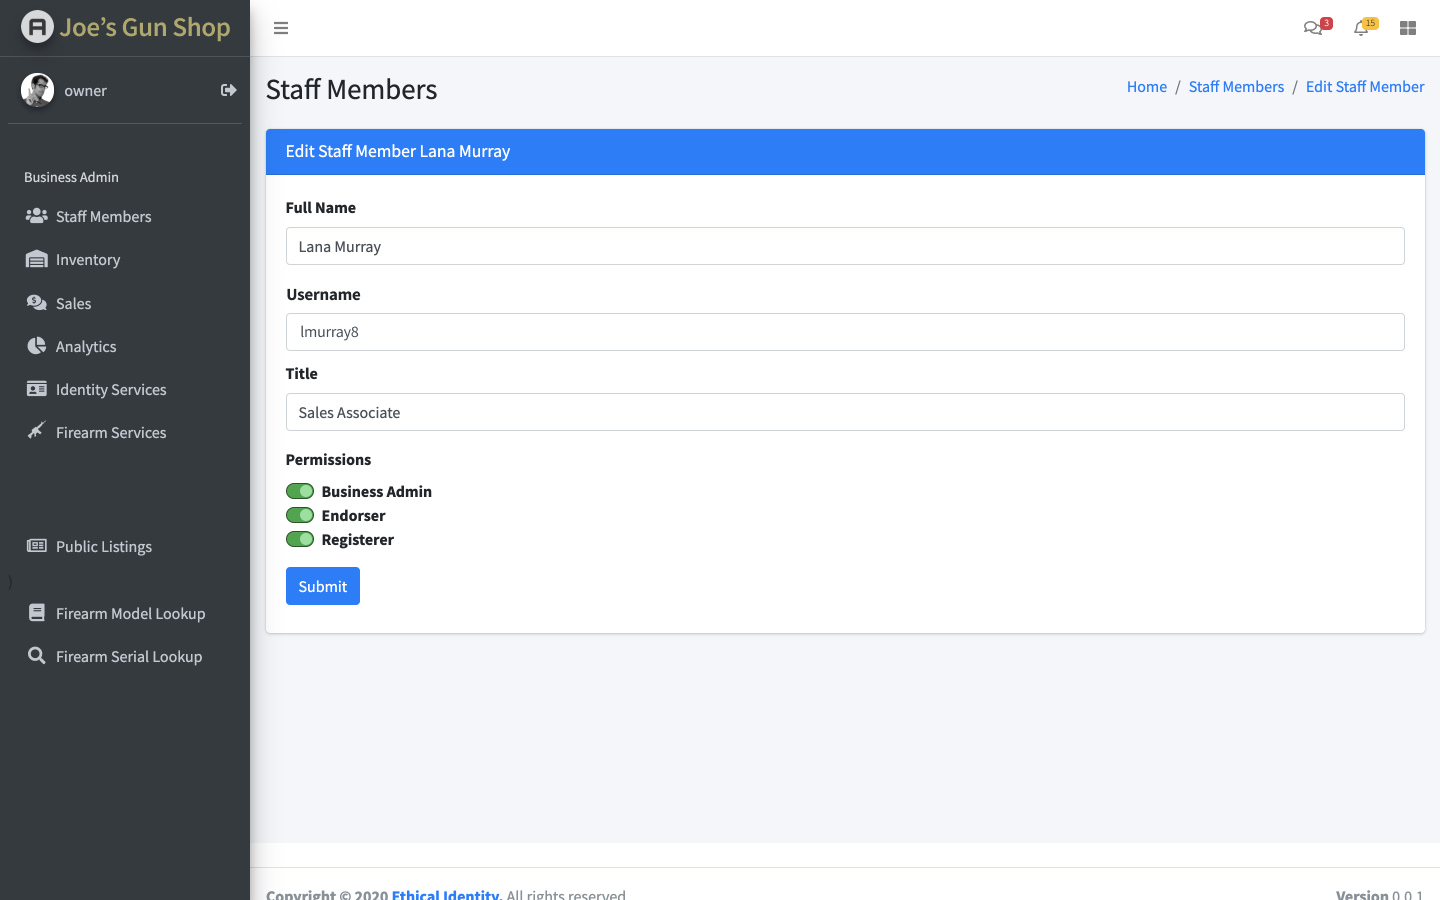 Joe's Gun Shop
3
15
owner
Staff Members
Home / Staff Members / Edit Staff Member
Edit Staff Member Lana Murray
Business Admin
Staff Members
Inventory
Sales
Analytics
Identity Services
Firearm Services
Public Listings
)
Firearm Model Lookup
Firearm Serial Lookup
Full Name
Lana Murray
Username
lmurray8
Title
Sales Associate
Permissions
Business Admin
Endorser
Registerer
Submit
Copyright © 2020 Ethical Identity. All rights reserved
Version 0.0.1